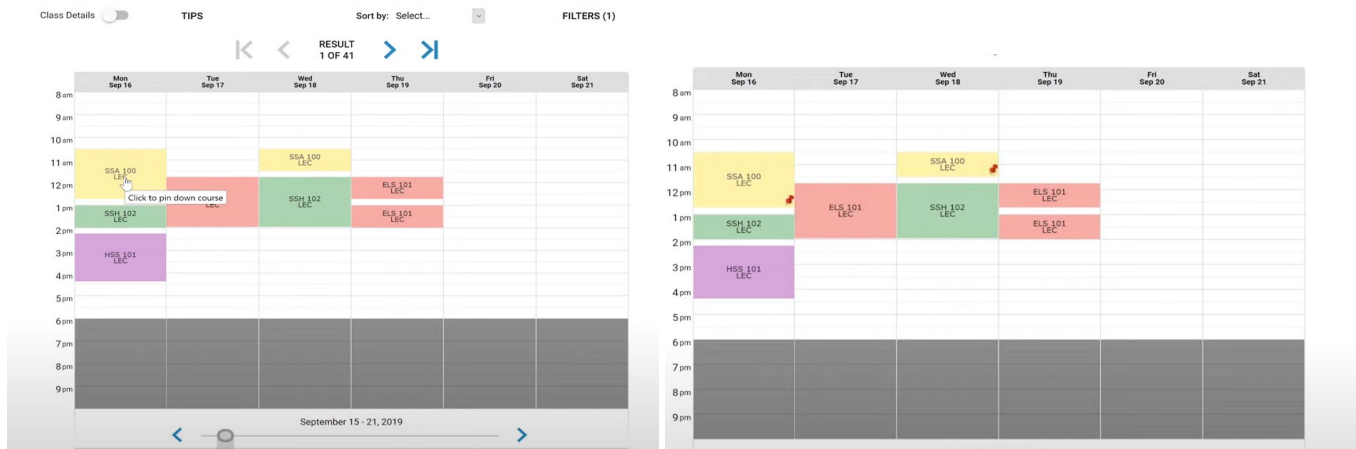 Class Details TIPS Sort by: Select... FILTERS (1)
RESULT
1 OF 41
Mon Tue Wed Thu Fri Sat
Sep 16 Sep 17 Sep 18 Sep 19 Sep 20 Sep 21
8 am
9 am
10 am
11 am
12 pm
1 pm
2 pm
3 pm
4 pm
5 pm
6 pm
7 pm
8 pm
9 pm
SSA 100
LEC
Click to pin down course
SSH 102
LEC
HSS 101
LEC
LEC
SSA 100
LEC
SSH 102
LEC
ELS 101
LEC
ELS 101
LEC
September 15 - 21, 2019
Mon Tue Wed Thu Fri Sat
Sep 16 Sep 17 Sep 18 Sep 19 Sep 20 Sep 21
8 am
9 am
10 am
11 am
12 pm
1 pm
2 pm
3 pm
4 pm
5 pm
6 pm
7 pm
8 pm
9 pm
SSA 100
LEC
SSH 102
LEC
HSS 101
LEC
ELS 101
LEC
SSA 100
LEC
SSH 102
LEC
ELS 101
LEC
ELS 101
LEC